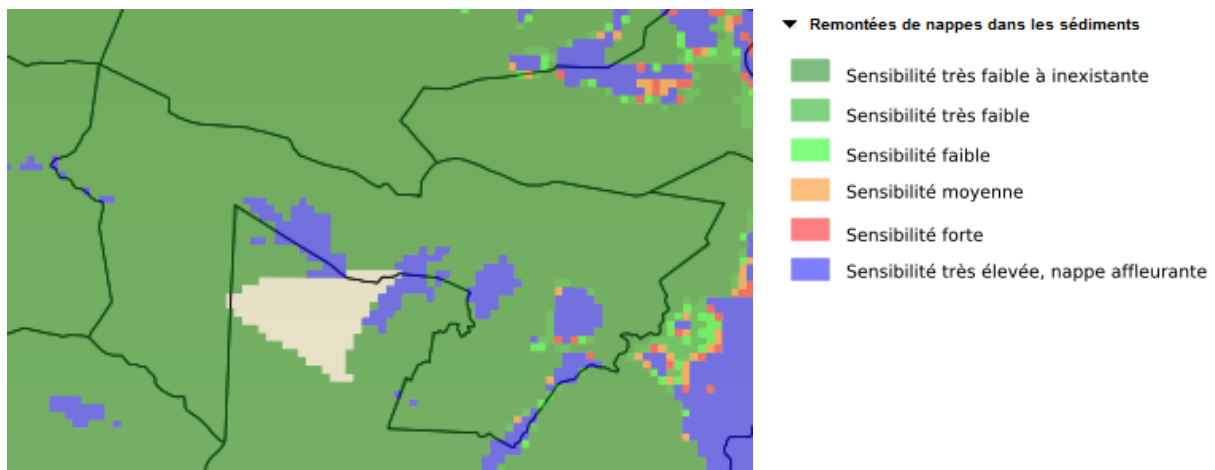 Remontées de nappes dans les sédiments
Sensibilité très faible à inexistante
Sensibilité très faible
Sensibilité faible
Sensibilité moyenne
Sensibilité forte
Sensibilité très élevée, nappe affleurante